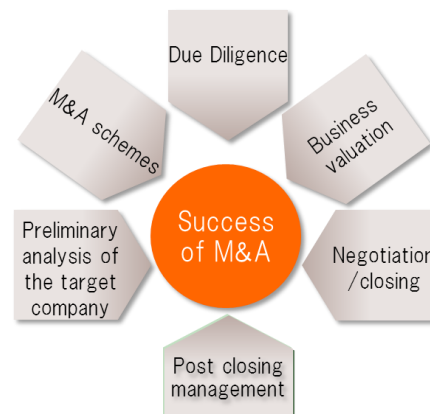 Due Diligence
M&A schemes
Business
valuation
Success
of M&A
Preliminary
analysis of
the target
company
Negotiation
/closing
Post closing
management